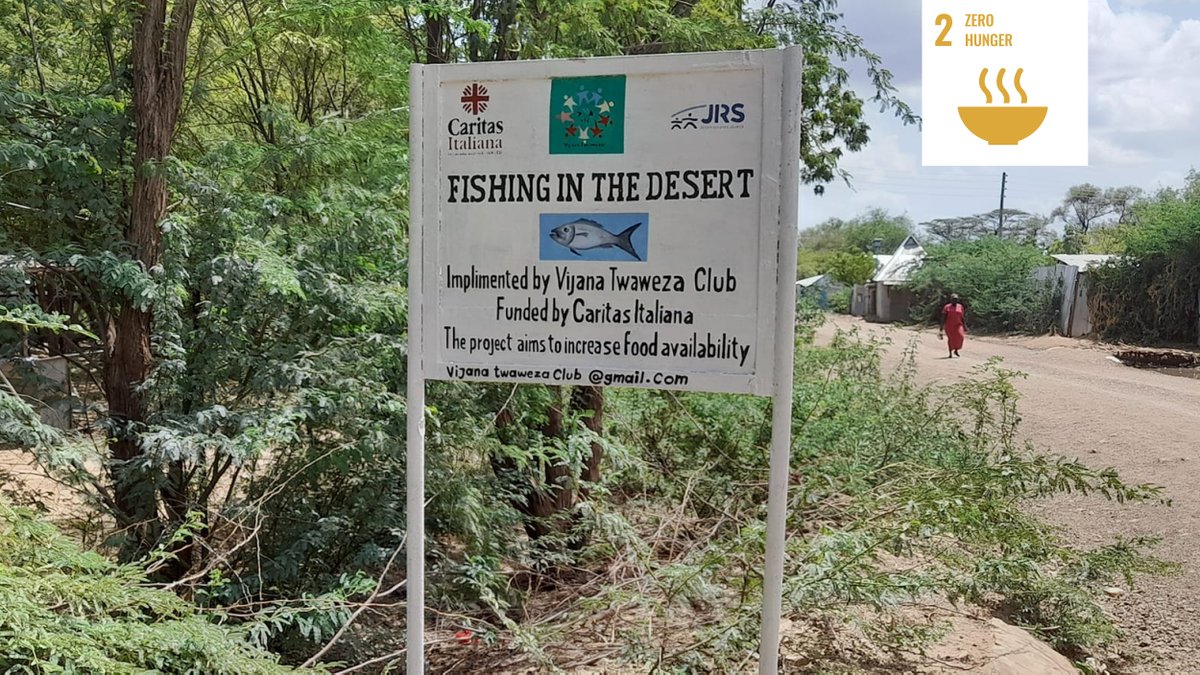 2 ZERO
HUNGER
Caritas
Italiana
JRS
FISHING IN THE DESERT
Implimented by Vijana Twaweza Club
Funded by Caritas Italiana
The project aims to increase food availability
Vijana twaweza Club @gmail.Com